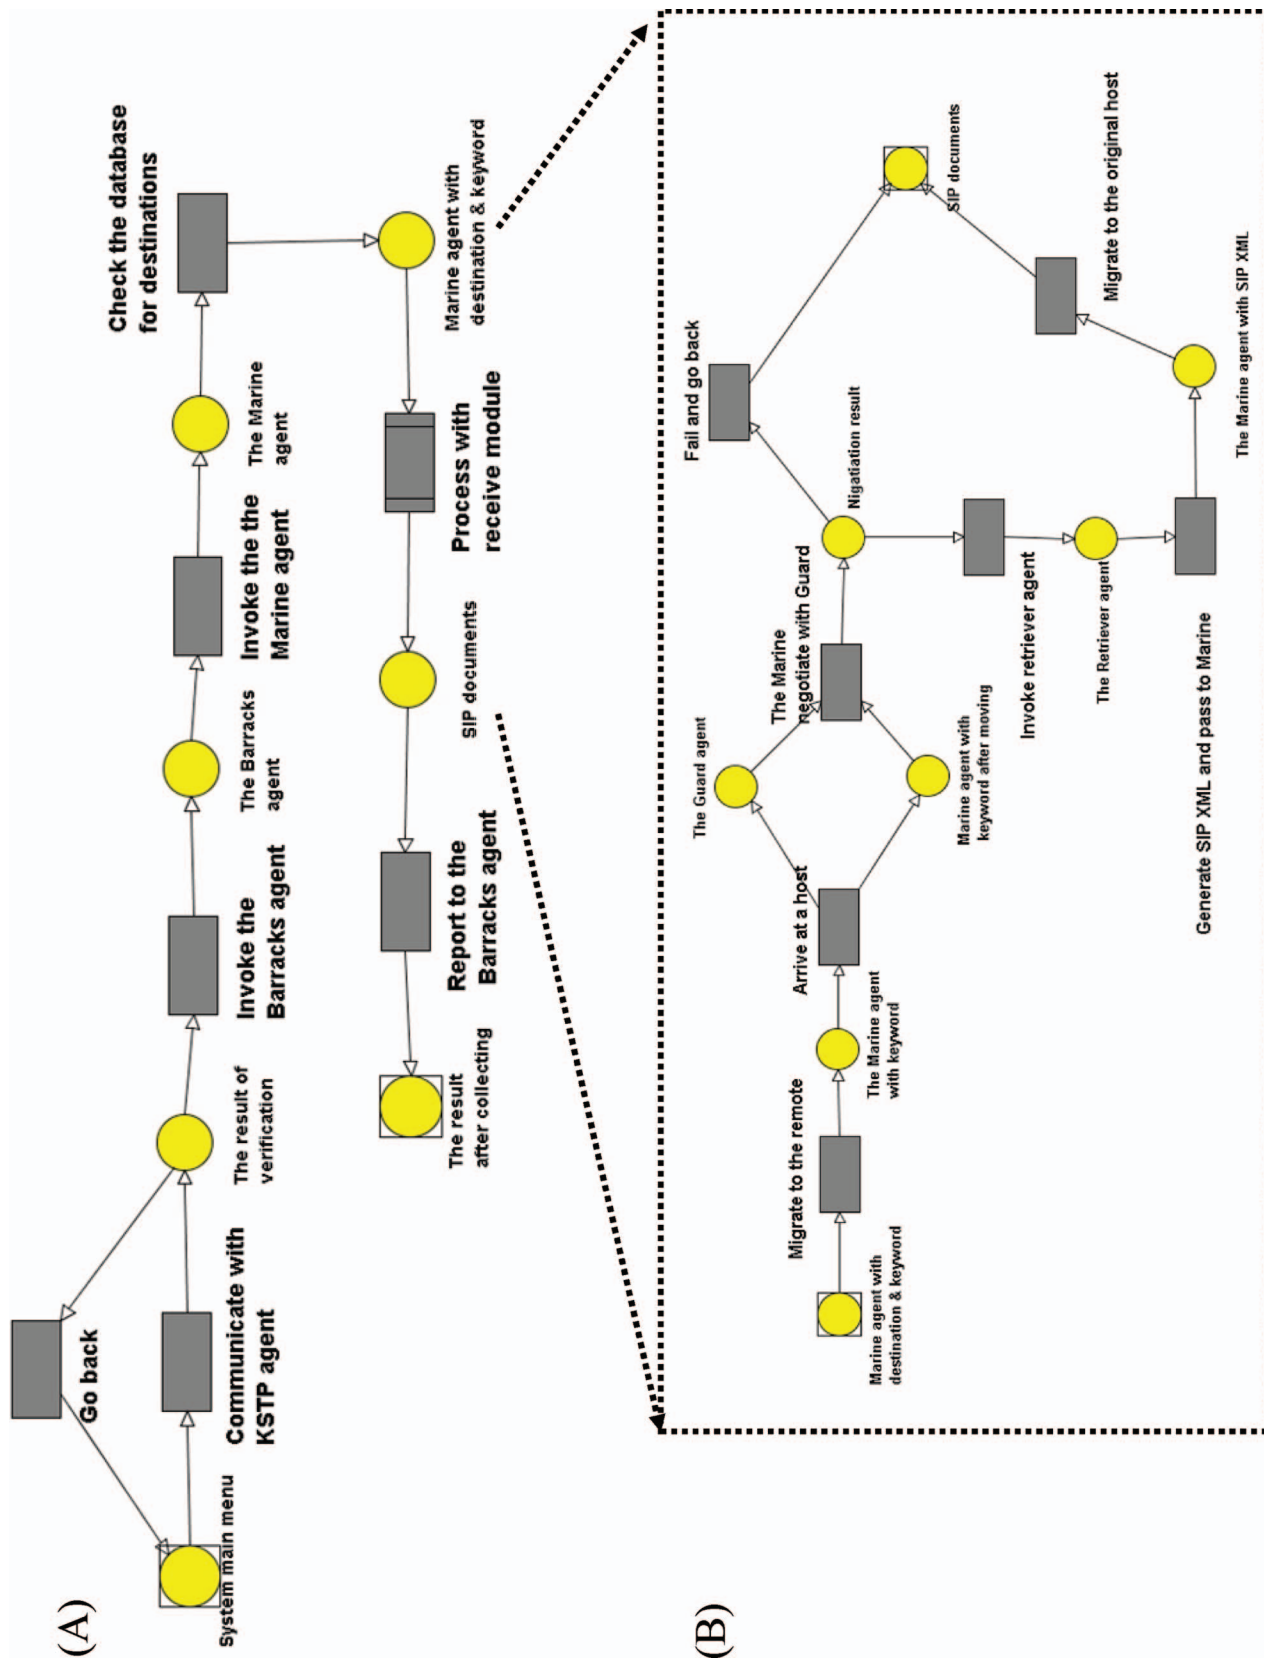 (A)
Go back
System main menu
Communicate with
KSTP agent
The result of
verification
Invoke the
Barracks agent
The Barracks
agent
Invoke the the
Marine agent
The Marine
agent
Check the database
for destinations
Marine agent with
destination & keyword
Process with
receive module
SIP documents
Report to the
Barracks agent
The result
after collecting
(B)
Marine agent with
destination & keyword
Migrate to the remote
The Marine agent
with keyword
Arrive at a host
The Guard agent
Marine agent with
keyword after moving
The Marine
negotiate with Guard
Nigatiation result
Fail and go back
Invoke retriever agent
The Retriever agent
Generate SIP XML and pass to Marine
The Marine agent with SIP XML
Migrate to the original host
SIP documents